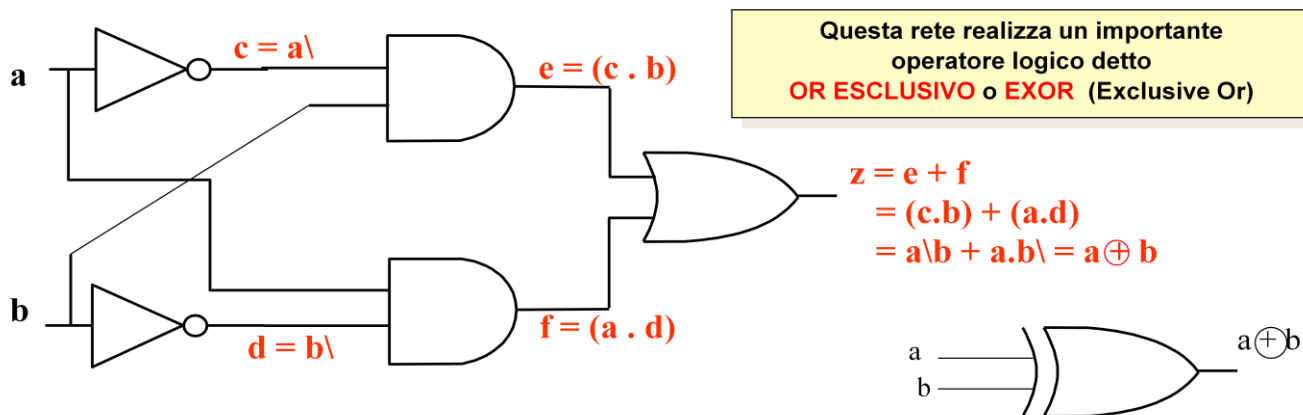 Questa rete realizza un importante
operatore logico detto
OR ESCLUSIVO o EXOR (Exclusive Or)
c = a\
e = (c . b)
a
z = e + f
= (c.b) + (a.d)
= a\b + a.b\ = a⊕b
b
d = b\
f = (a . d)
a
b
a⊕b